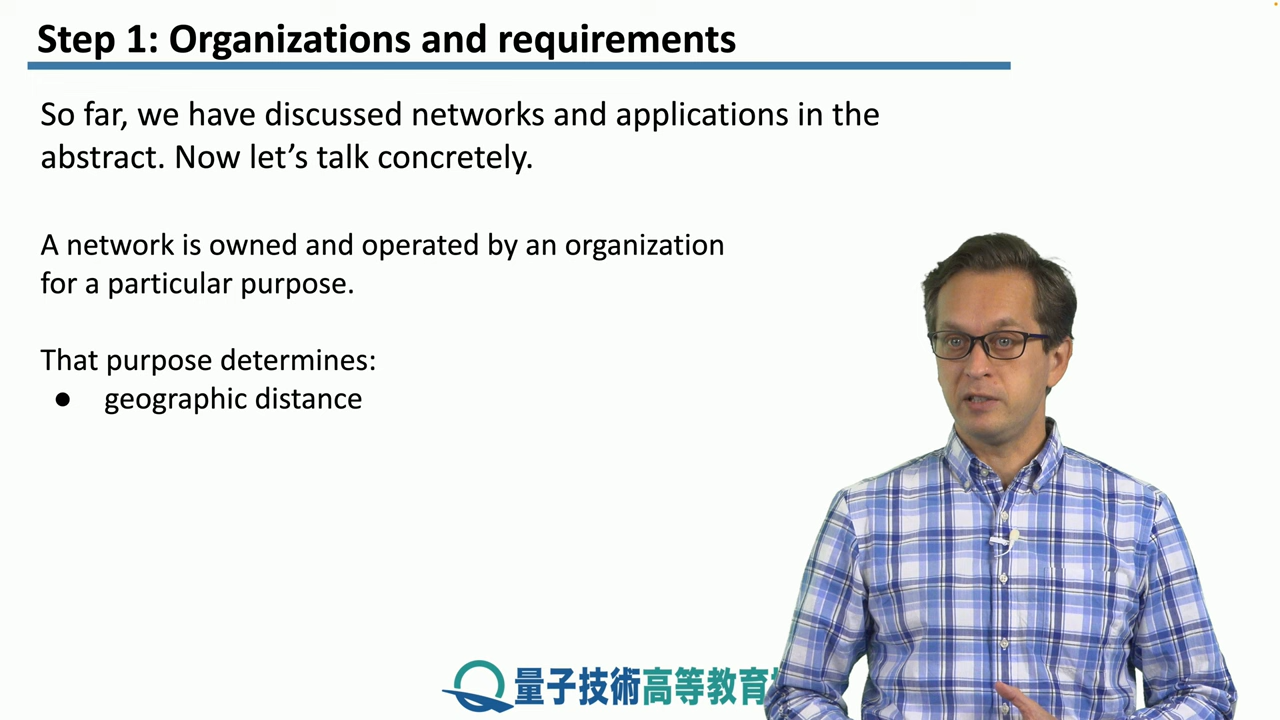 Step 1: Organizations and requirements
So far, we have discussed networks and applications in the
abstract. Now let’s talk concretely.
A network is owned and operated by an organization
for a particular purpose.
That purpose determines:
● geographic distance
量子技術高等教育